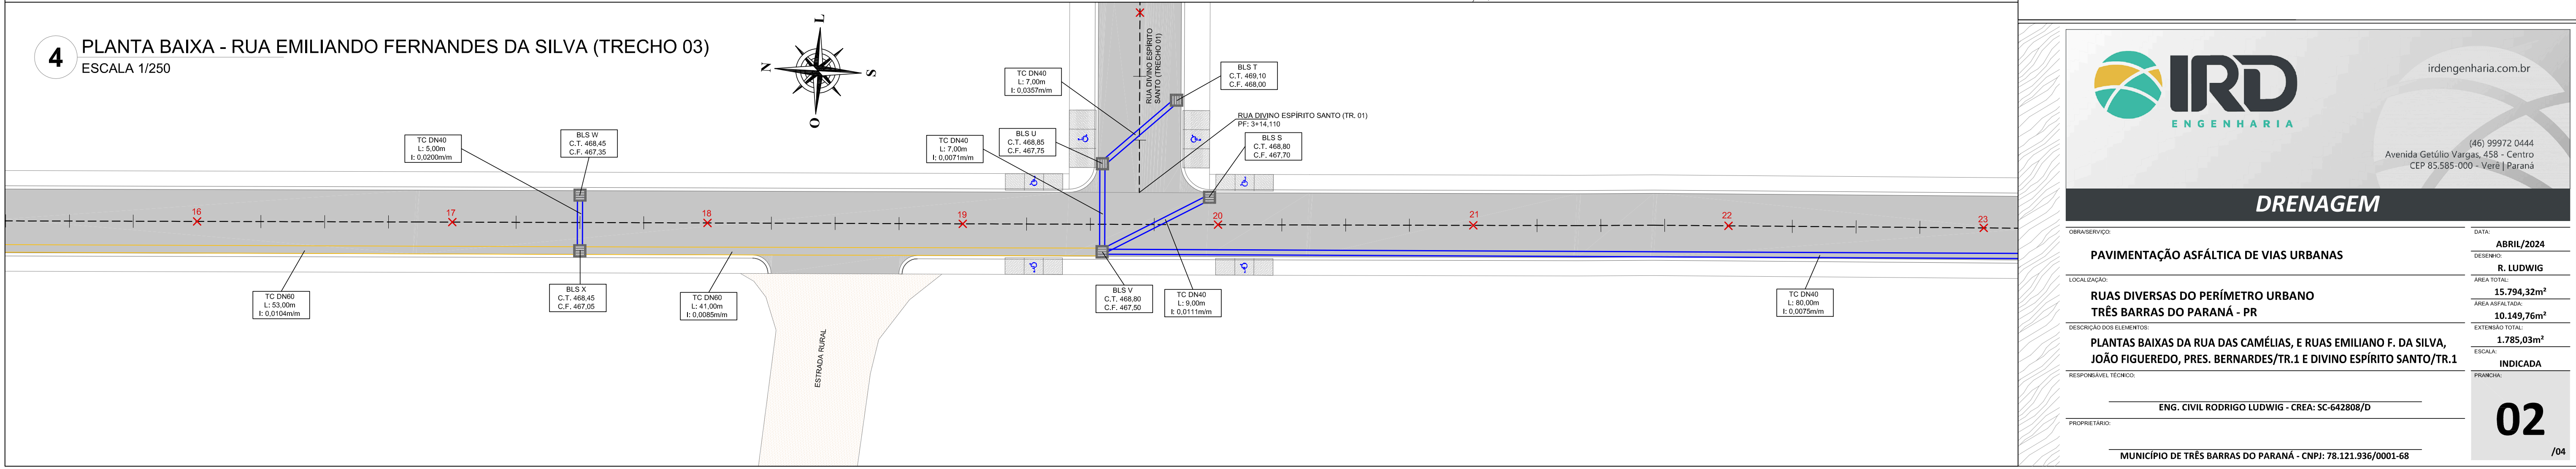 4
PLANTA BAIXA - RUA EMILIANDO FERNANDES DA SILVA (TRECHO 03)
ESCALA 1/250
L
N
S
O
TC DN40
L: 5,00m
I: 0,0200m/m
BLS W
C.T. 468,45
C.F. 467,35
TC DN40
L: 7,00m
I: 0,0071m/m
BLS U
C.T. 468,85
C.F. 467,75
TC DN40
L: 7,00m
I: 0,0357m/m
RUA DIVINO ESPÍRITO
SANTO (TRECHO 01)
BLS T
C.T. 469,10
C.F. 468,00
RUA DIVINO ESPÍRITO SANTO (TR. 01)
PF: 3+14,110
BLS S
C.T. 468,80
C.F. 467,70
16
17
18
19
20
21
22
23
TC DN60
L: 53,00m
I: 0,0104m/m
BLS X
C.T. 468,45
C.F. 467,05
TC DN60
L: 41,00m
I: 0,0085m/m
ESTRADA RURAL
BLS V
C.T. 468,80
C.F. 467,50
TC DN40
L: 9,00m
I: 0,0111m/m
TC DN40
L: 80,00m
I: 0,0075m/m
IRD
ENGENHARIA
irdengenharia.com.br
(46) 99972 0444
Avenida Getúlio Vargas, 458 - Centro
CEP 85.585-000 - Verê | Paraná
DRENAGEM
OBRA/SERVIÇO:
PAVIMENTAÇÃO ASFÁLTICA DE VIAS URBANAS
LOCALIZAÇÃO:
RUAS DIVERSAS DO PERÍMETRO URBANO
TRÊS BARRAS DO PARANÁ - PR
DESCRIÇÃO DOS ELEMENTOS:
PLANTAS BAIXAS DA RUA DAS CAMÉLIAS, E RUAS EMILIANO F. DA SILVA,
JOÃO FIGUEREDO, PRES. BERNARDES/TR.1 E DIVINO ESPÍRITO SANTO/TR.1
RESPONSÁVEL TÉCNICO:
ENG. CIVIL RODRIGO LUDWIG - CREA: SC-642808/D
PROPRIETÁRIO:
MUNICÍPIO DE TRÊS BARRAS DO PARANÁ - CNPJ: 78.121.936/0001-68
DATA:
ABRIL/2024
DESENHO:
R. LUDWIG
ÁREA TOTAL:
15.794,32m²
ÁREA ASFALTADA:
10.149,76m²
EXTENSÃO TOTAL:
1.785,03m²
ESCALA:
INDICADA
PRANCHA:
02
/04